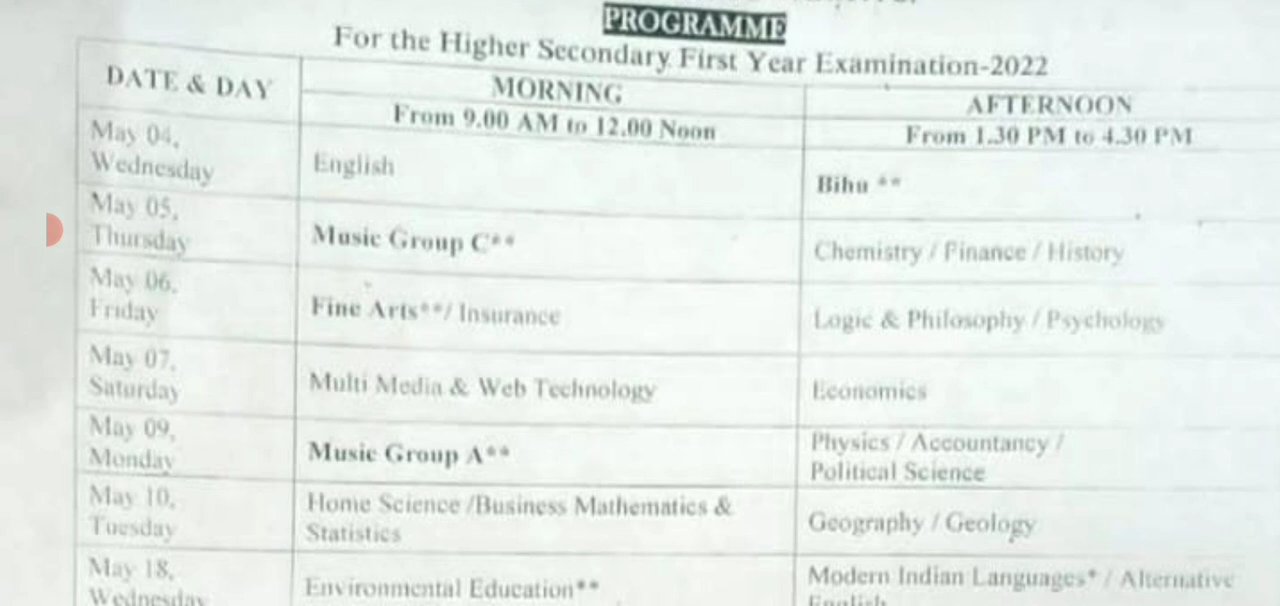 PROGRAMME
For the Higher Secondary First Year Examination-2022
DATE & DAY
MORNING
From 9.00 AM to 12.00 Noon
AFTERNOON
From 1.30 PM to 4.30 PM
May 04,
Wednesday
English
Bihu **
May 05,
Thursday
Music Group C**
Chemistry / Finance / History
May 06,
Friday
Fine Arts**/ Insurance
Logic & Philosophy / Psychology
May 07,
Saturday
Multi Media & Web Technology
Economics
May 09,
Monday
Music Group A**
Physics / Accountancy /
Political Science
May 10,
Tuesday
Home Science /Business Mathematics &
Statistics
Geography / Geology
May 18,
Wednesday
Environmental Education**
Modern Indian Languages* / Alternative
English